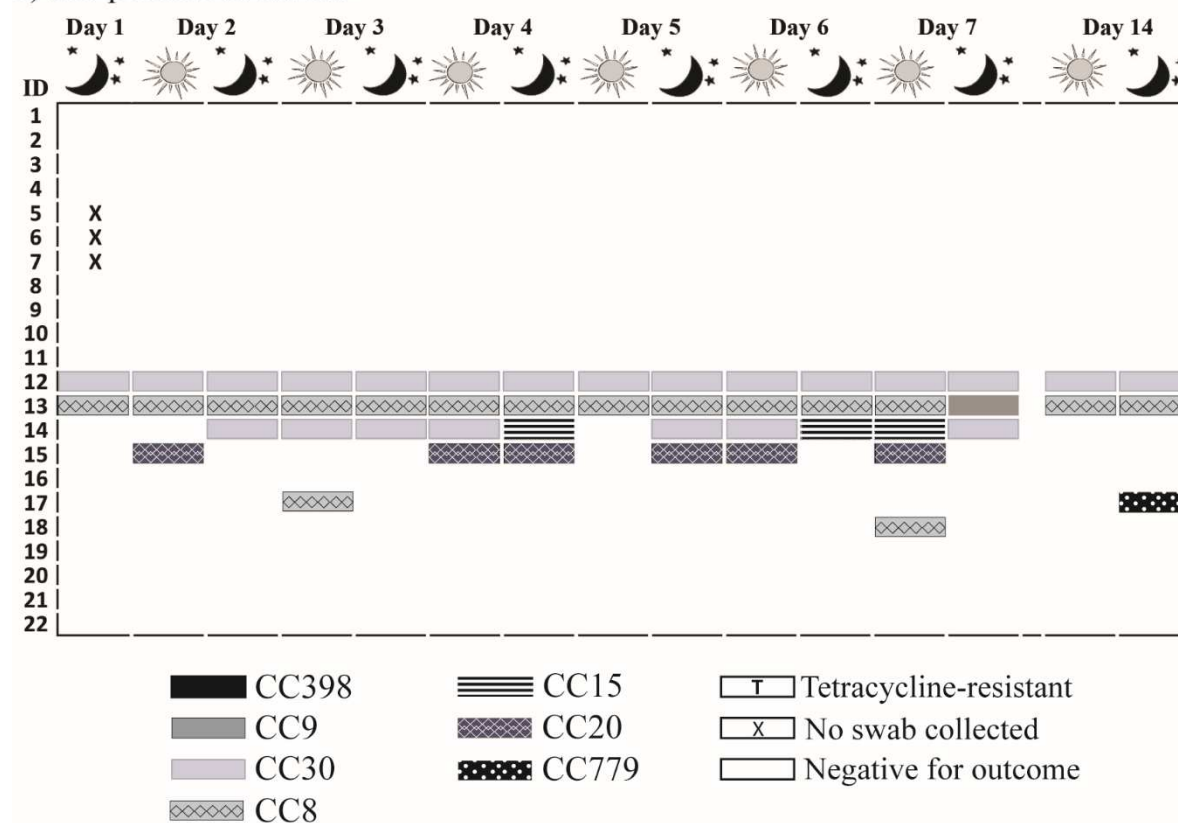 Day 1 Day 2 Day 3 Day 4 Day 5 Day 6 Day 7 Day 14
ID
1
2
3
4
5 X
6 X
7 X
8
9
10
11
12
13
14
15
16
17
18
19
20
21
22
CC398 CC15 T Tetracycline-resistant
CC9 CC20 X No swab collected
CC30 CC779 Negative for outcome
CC8